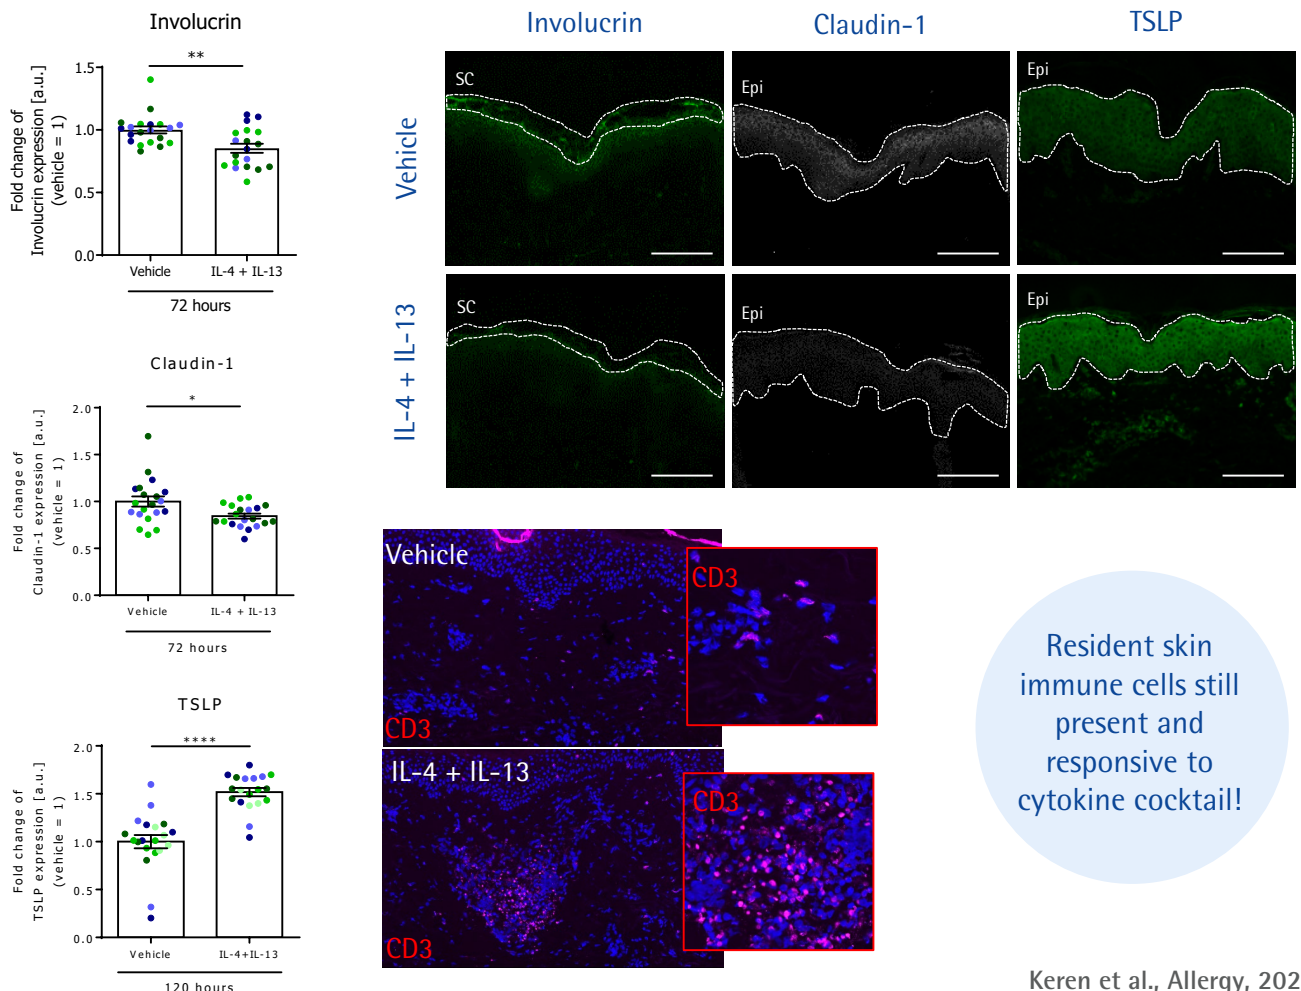 Involucrin
**
Fold change of
Involucrin expression [a.u.]
(vehicle = 1)
1.5
1.0
0.5
0.0
Vehicle
IL-4 + IL-13
72 hours
Claudin-1
*
Fold change of
Claudin-1 expression [a.u.]
(vehicle = 1)
2.0
1.5
1.0
0.5
0.0
Vehicle
IL-4 + IL-13
72 hours
TSLP
****
Fold change of
TSLP expression [a.u.]
(vehicle = 1)
2.0
1.5
1.0
0.5
0.0
Vehicle
IL-4+IL-13
120 hours
Involucrin
Claudin-1
TSLP
Vehicle
SC
Epi
Epi
IL-4 + IL-13
SC
Epi
Epi
Vehicle
CD3
CD3
IL-4 + IL-13
CD3
CD3
Resident skin
immune cells still
present and
responsive to
cytokine cocktail!
Keren et al., Allergy, 202